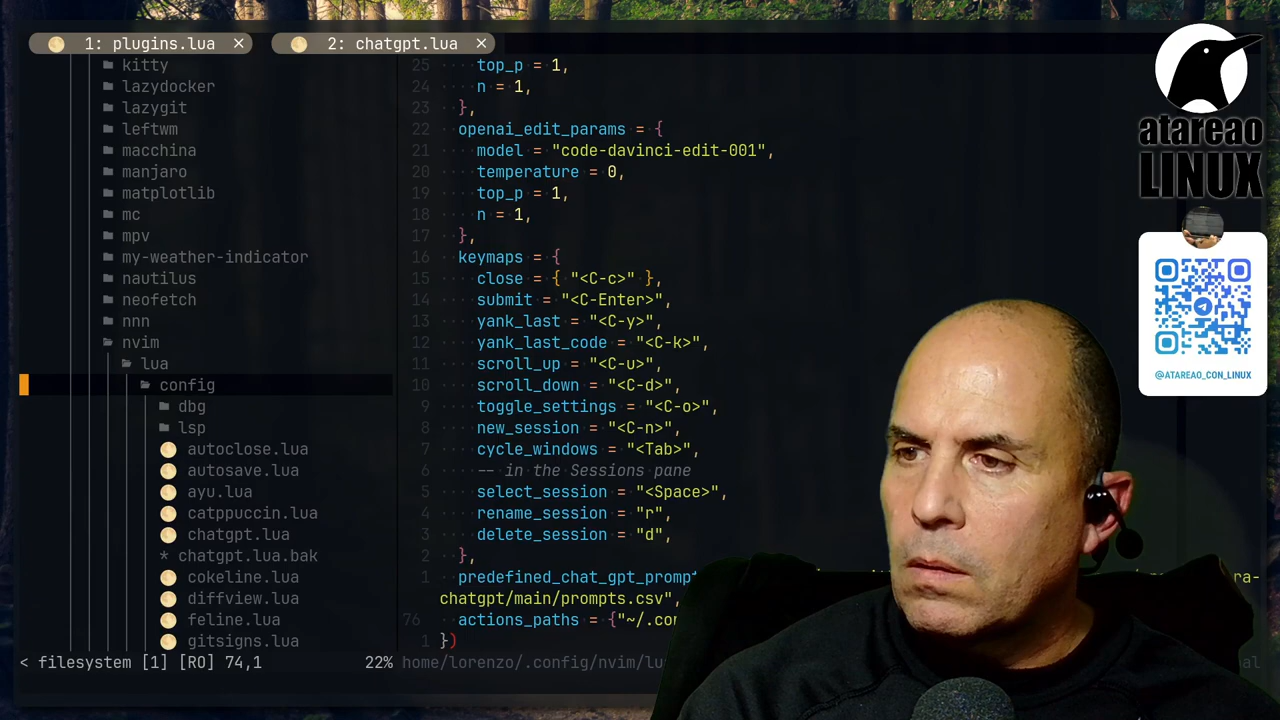 1: plugins.lua ×
2: chatgpt.lua ×
kitty
lazydocker
lazygit
leftwm
macchina
manjaro
matplotlib
mc
mpv
my-weather-indicator
nautilus
neofetch
nnn
nvim
lua
config
dbg
lsp
autoclose.lua
autosave.lua
ayu.lua
catppuccin.lua
chatgpt.lua
* chatgpt.lua.bak
cokeline.lua
diffview.lua
feline.lua
gitsigns.lua
< filesystem [1] [RO] 74,1 22%
25 top_p = 1,
24 n = 1,
23 },
22 openai_edit_params = {
21 model = "code-davinci-edit-001",
20 temperature = 0,
19 top_p = 1,
18 n = 1,
17 },
16 keymaps = {
15 close = { "<C-c>" },
14 submit = "<C-Enter>",
13 yank_last = "<C-y>",
12 yank_last_code = "<C-k>",
11 scroll_up = "<C-u>",
10 scroll_down = "<C-d>",
9 toggle_settings = "<C-o>",
8 new_session = "<C-n>",
7 cycle_windows = "<Tab>",
6 -- in the Sessions pane
5 select_session = "<Space>",
4 rename_session = "r",
3 delete_session = "d",
2 },
1 predefined_chat_gpt_prompt
ra-
chatgpt/main/prompts.csv",
76 actions_paths = {"~/.con
1 })
home/lorenzo/.config/nvim/lu
atareao
LINUX
@ATAREAO_CON_LINUX